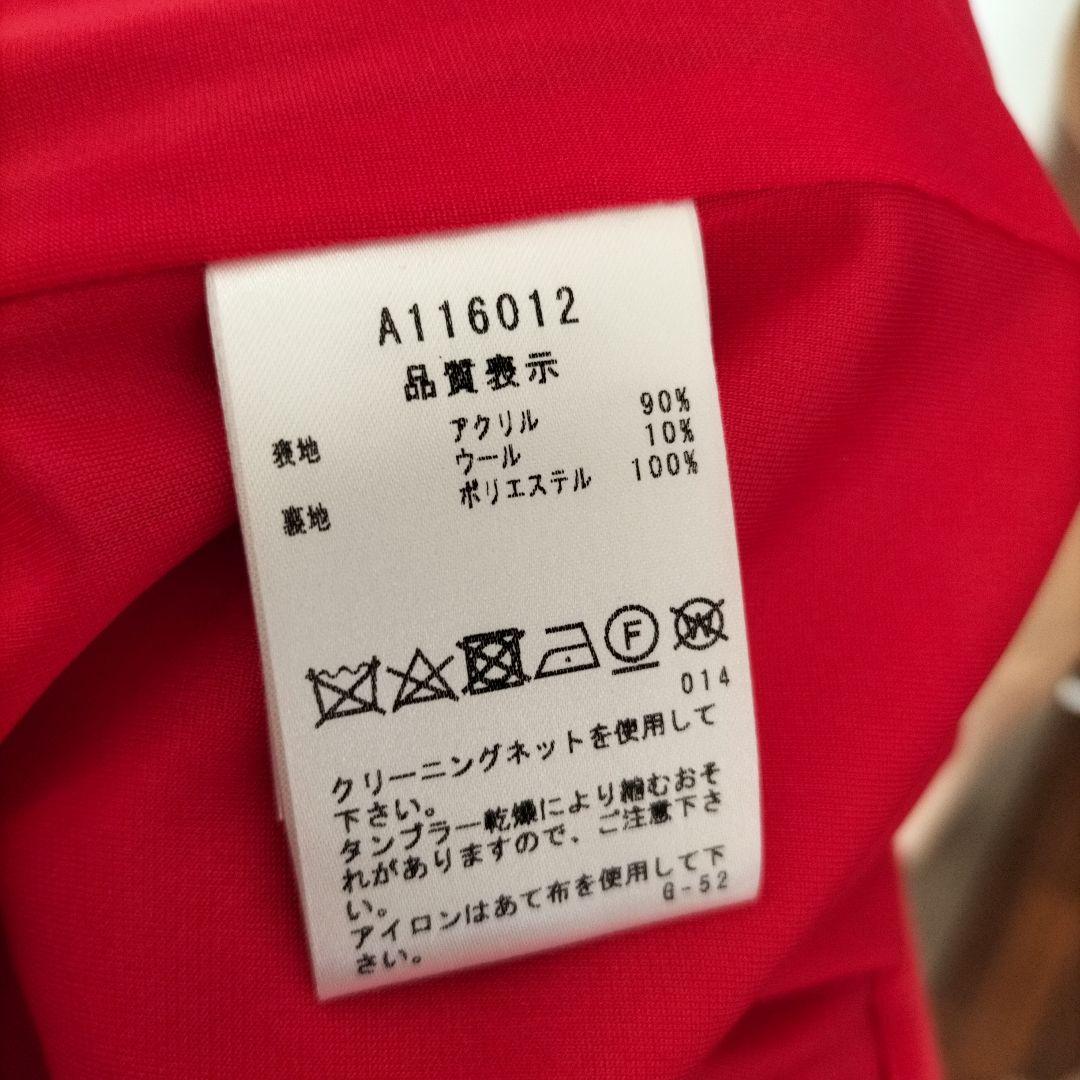 A116012
品質表示
表地 アクリル 90%
ウール 10%
裏地 ポリエステル 100%
F W
014
クリーニングネットを使用して
下さい。
タンブラー乾燥により縮むおそ
れがありますので、ご注意下さ
い。
アイロンはあて布を使用して下
さい。
G-52